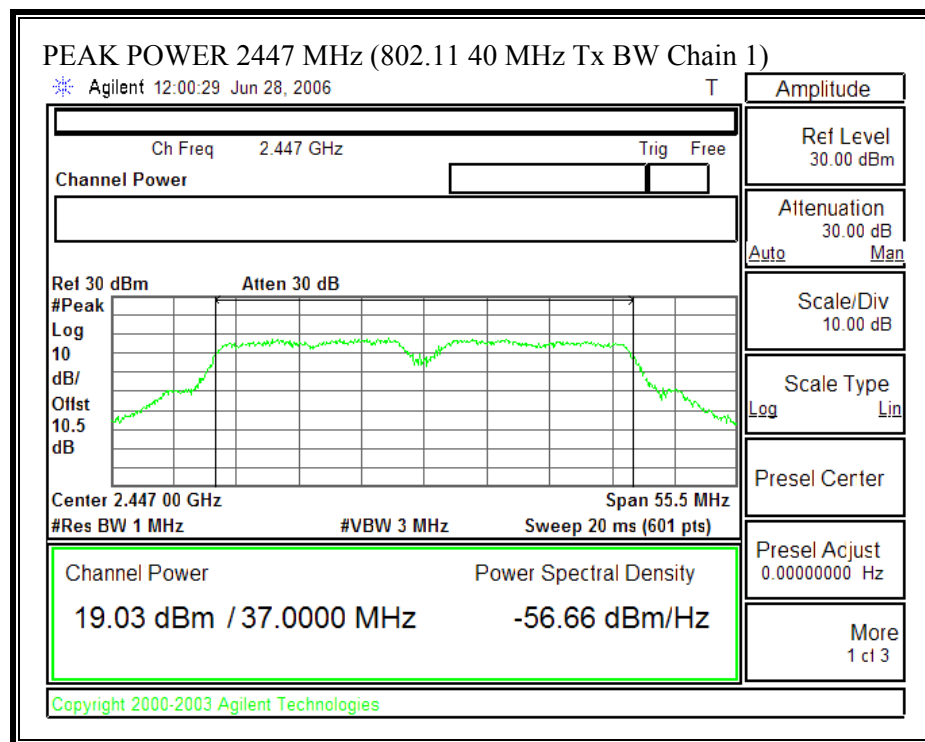 PEAK POWER 2447 MHz (802.11 40 MHz Tx BW Chain 1)
Agilent 12:00:29 Jun 28, 2006 T
Amplitude
Ch Freq 2.447 GHz Trig Free
Channel Power
Ref Level
30.00 dBm
Attenuation
30.00 dB
Auto Man
Scale/Div
10.00 dB
Scale Type
Log Lin
Presel Center
Presel Adjust
0.00000000 Hz
More
1 of 3
Ref 30 dBm Atten 30 dB
#Peak
Log
10
dB/
Offst
10.5
dB
Center 2.447 00 GHz Span 55.5 MHz
#Res BW 1 MHz #VBW 3 MHz Sweep 20 ms (601 pts)
Channel Power Power Spectral Density
19.03 dBm / 37.0000 MHz -56.66 dBm/Hz
Copyright 2000-2003 Agilent Technologies